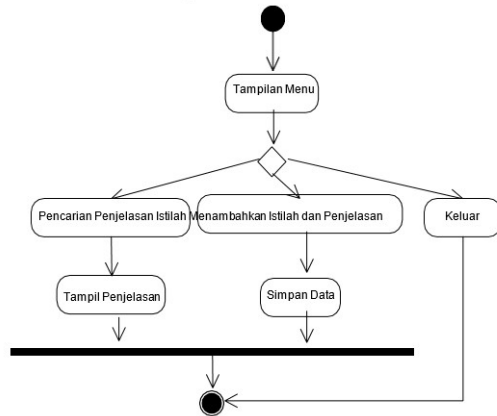 Tampilan Menu
Pencarian Penjelasan Istilah
Menambahkan Istilah dan Penjelasan
Keluar
Tampil Penjelasan
Simpan Data